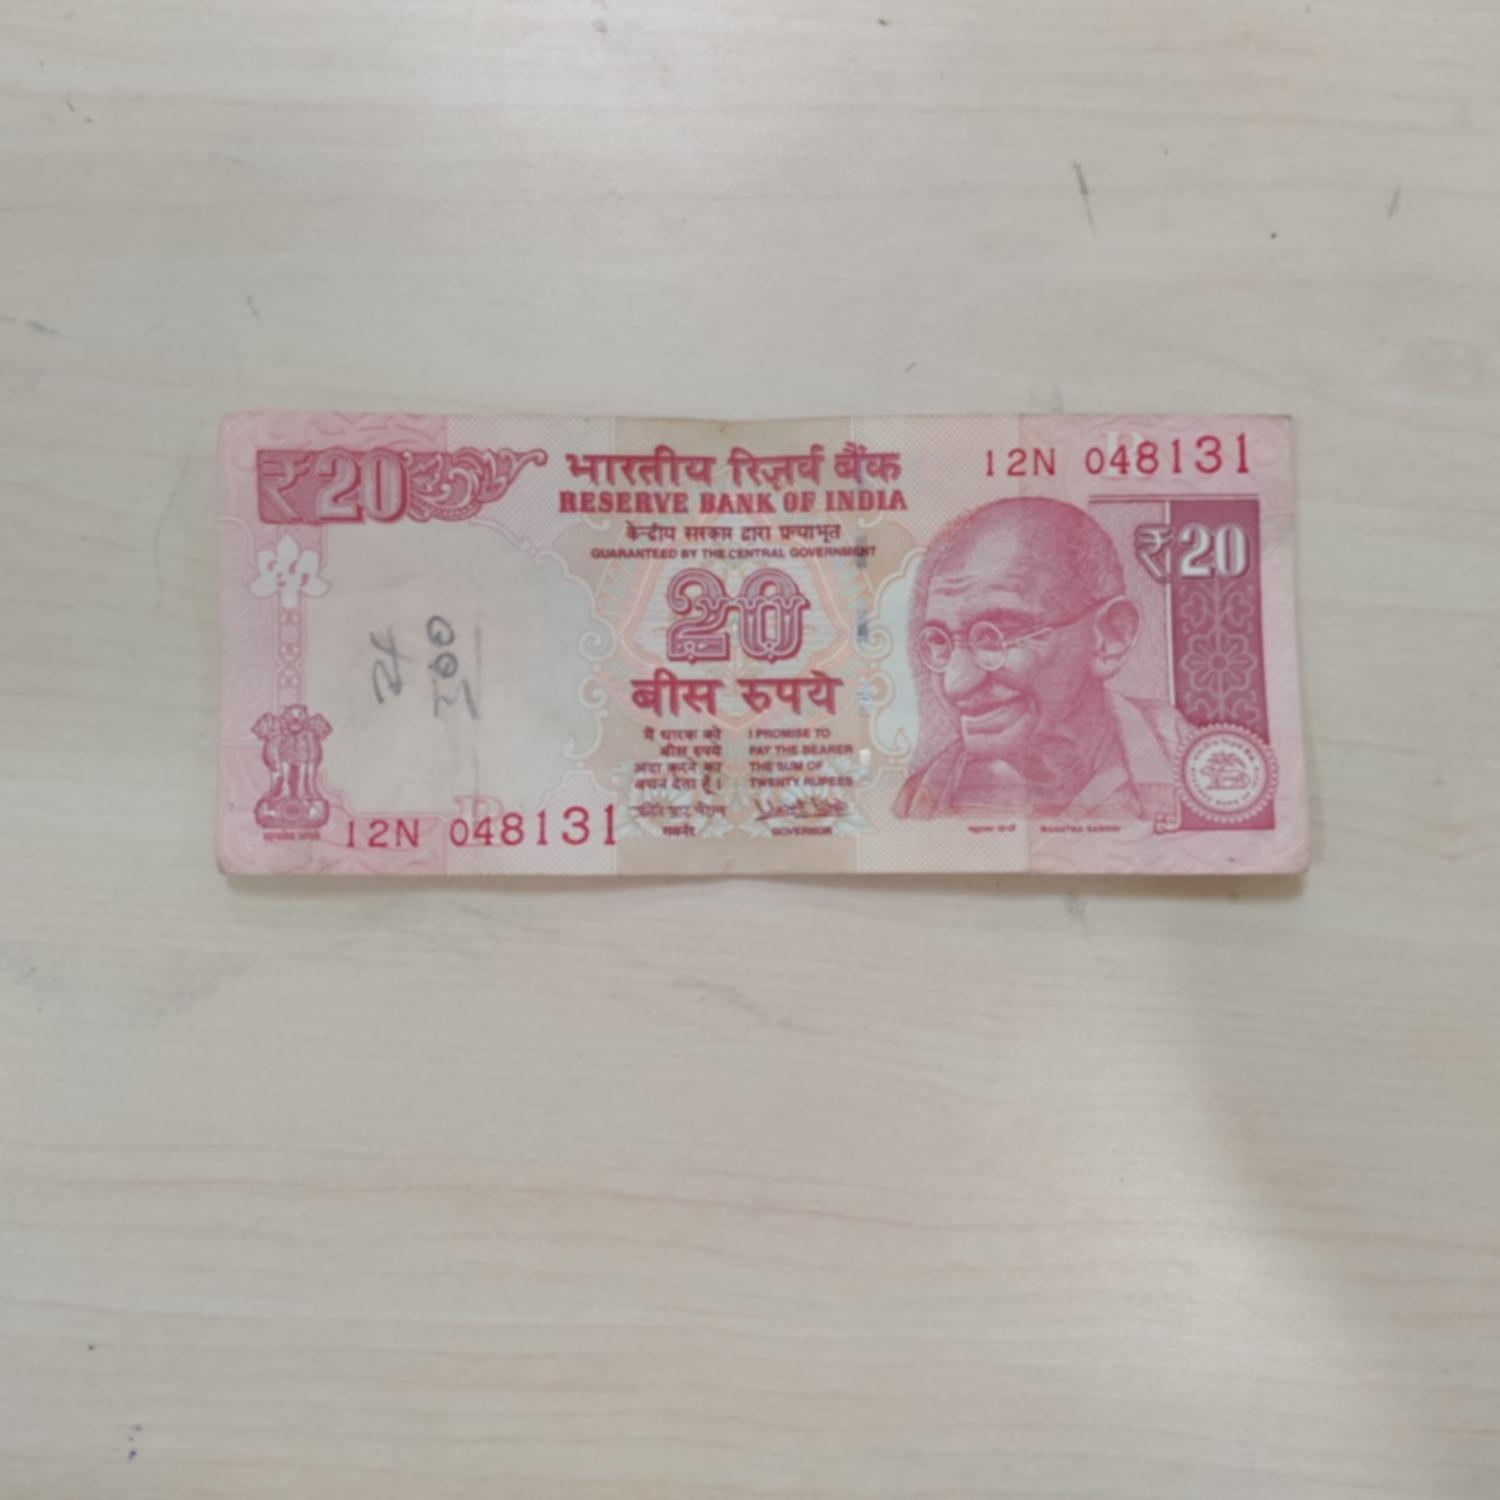 ₹20
भारतीय रिज़र्व बैंक
RESERVE BANK OF INDIA
केन्द्रीय सरकार द्वारा प्रत्याभूत
GUARANTEED BY THE CENTRAL GOVERNMENT
12N 048131
₹20
20
बीस रुपये
मैं धारक को
बीस रुपये
अदा करने का
वचन देता हूँ।
गवर्नर
I PROMISE TO
PAY THE BEARER
THE SUM OF
TWENTY RUPEES
GOVERNOR
सत्यमेव जयते
12N 048131
महात्मा गांधी
MAHATMA GANDHI